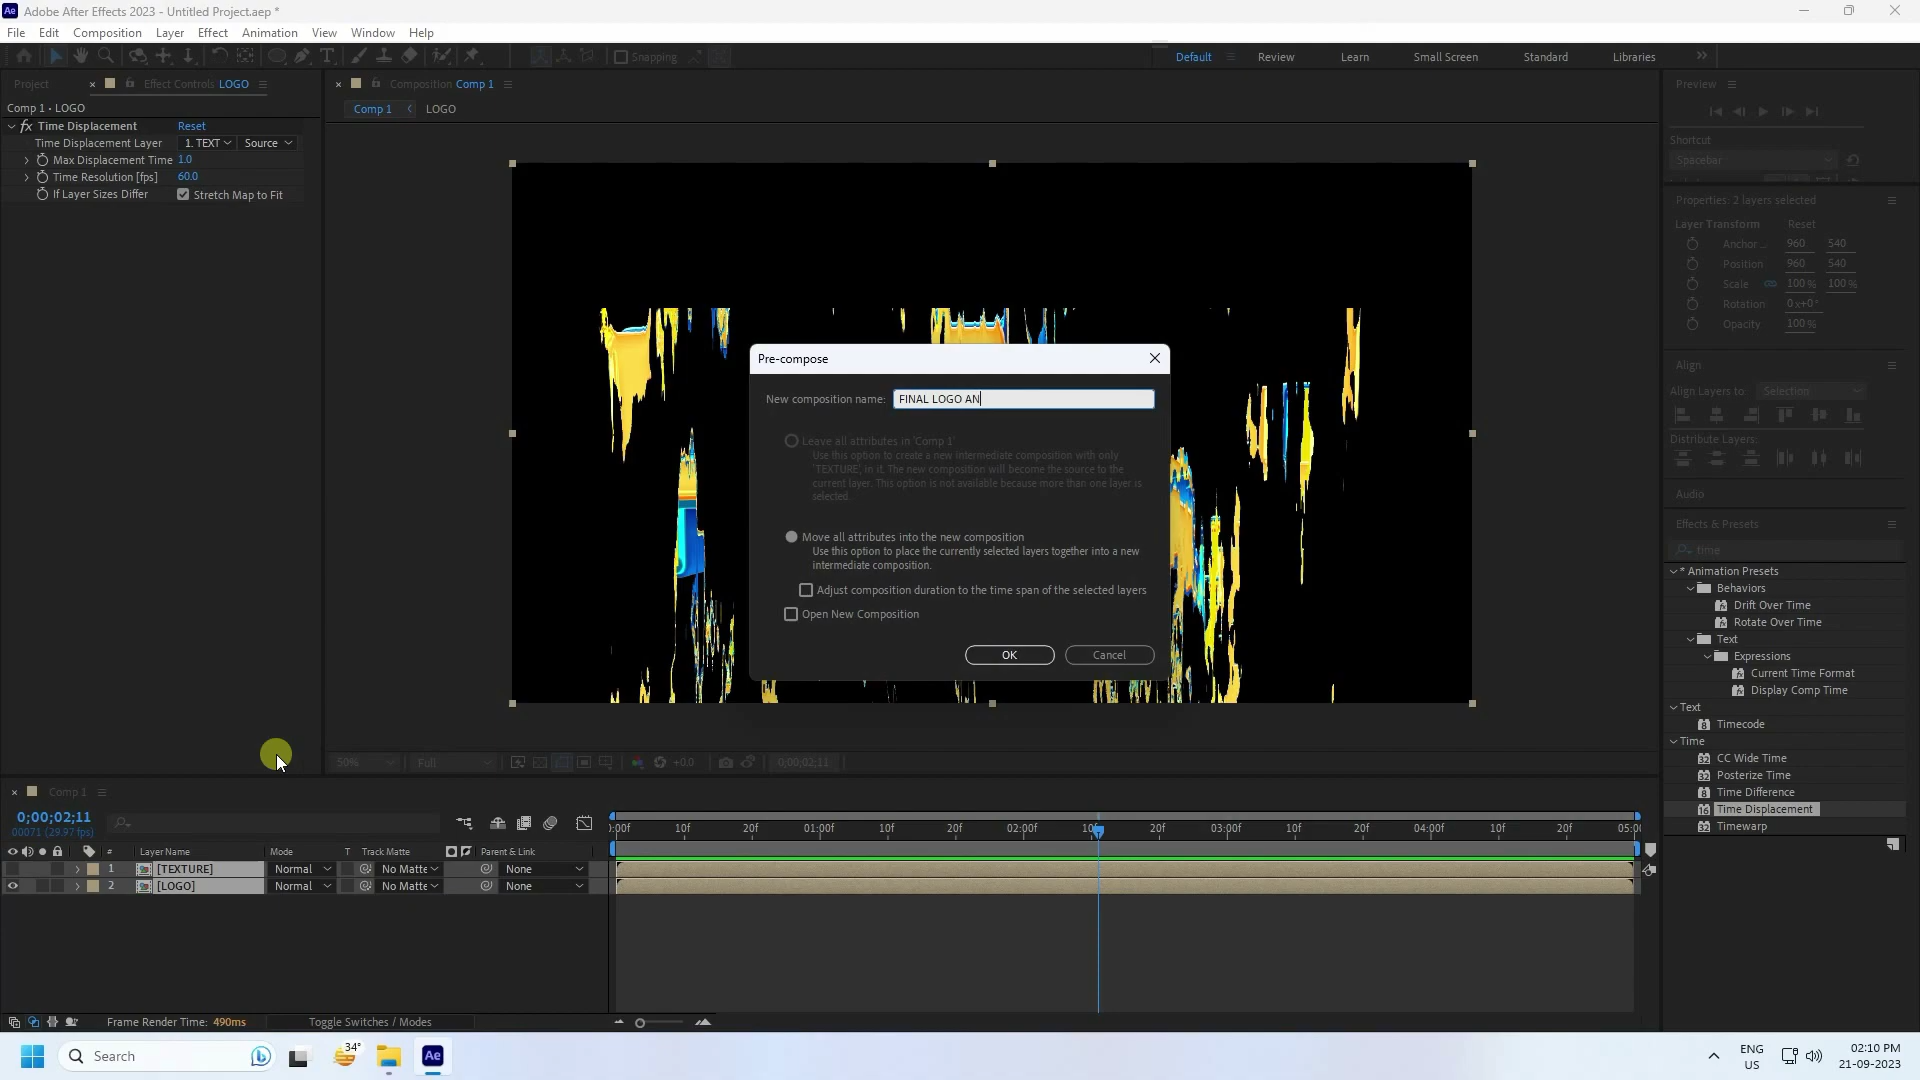 Adobe After Effects 2023 - Untitled Project.aep *
File Edit Composition Layer Effect Animation View Window Help
Snapping
Default Review Learn Small Screen Standard Libraries
Project
Effect Controls LOGO
Comp 1 • LOGO
Time Displacement Reset
Time Displacement Layer 1. TEXT Source
Max Displacement Time 1.0
Time Resolution [fps] 60.0
If Layer Sizes Differ Stretch Map to Fit
Composition Comp 1
Comp 1 LOGO
Pre-compose
New composition name: FINAL LOGO AN
Leave all attributes in 'Comp 1'
Use this option to create a new intermediate composition with only
'TEXTURE', in it. The new composition will become the source to the
current layer. This option is not available because more than one layer is
selected.
Move all attributes into the new composition
Use this option to place the currently selected layers together into a new
intermediate composition.
Adjust composition duration to the time span of the selected layers
Open New Composition
OK Cancel
50% Full +0.0 0;00;02;11
Preview
Shortcut
Spacebar
Properties: 2 layers selected
Layer Transform Reset
Anchor ... 960 540
Position 960 540
Scale 100 % 100 %
Rotation 0x+0°
Opacity 100 %
Align
Align Layers to: Selection
Distribute Layers:
Audio
Effects & Presets
time
* Animation Presets
Behaviors
Drift Over Time
Rotate Over Time
Text
Expressions
Current Time Format
Display Comp Time
Text
Timecode
Time
CC Wide Time
Posterize Time
Time Difference
Time Displacement
Timewarp
Comp 1
0;00;02;11
00071 (29.97 fps)
# Layer Name Mode T Track Matte Parent & Link
1 [TEXTURE] Normal No Matte None
2 [LOGO] Normal No Matte None
):00f 10f 20f 01:00f 10f 20f 02:00f 10f 20f 03:00f 10f 20f 04:00f 10f 20f 05:0
Frame Render Time: 490ms Toggle Switches / Modes
Search
34°
ENG
US
02:10 PM
21-09-2023